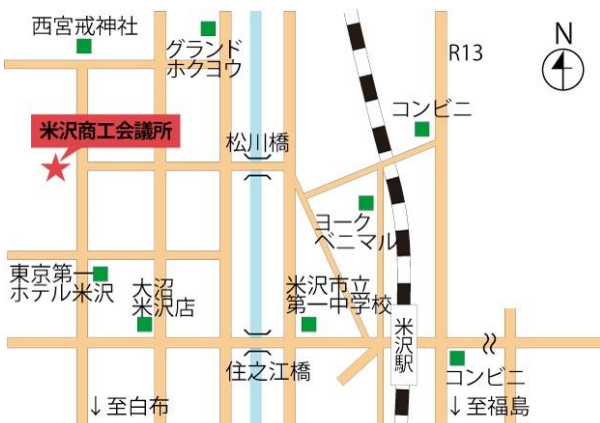 西宮戒神社
グランド
ホクヨウ
N
R13
米沢商工会議所
松川橋
コンビニ
ヨーク
ベニマル
東京第一
ホテル米沢
大沼
米沢店
米沢市立
第一中学校
米沢駅
住之江橋
コンビニ
↓至白布
↓至福島